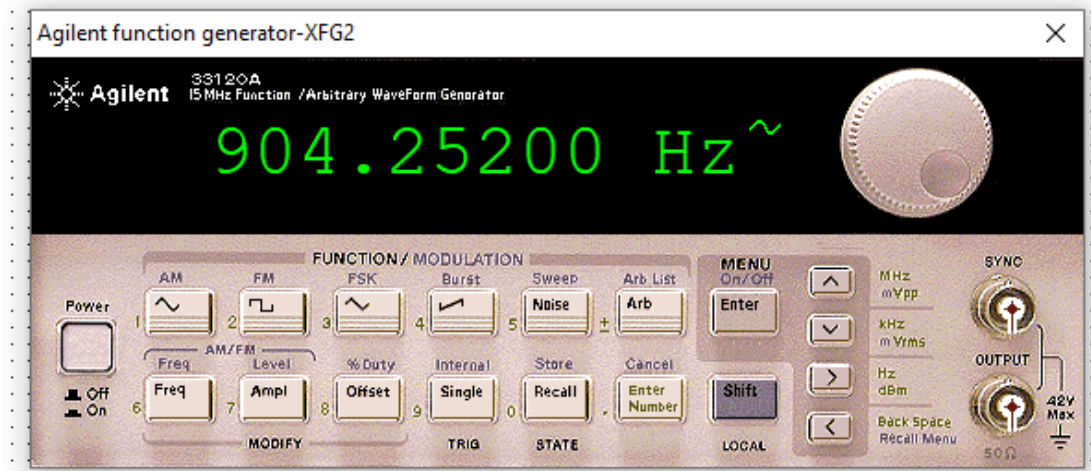 Agilent function generator-XFG2
Agilent
33120A
15 MHz Function /Arbitrary WaveForm Genorator
904.25200 Hz
FUNCTION/MODULATION
AM FM FSK Burst Sweep Arb List
Power
Noise Arb
1 2 3 4 5 ±
AM/FM
Freq Level % Duty Internal Store Cancel
Freq Ampl Offset Single Recall Enter Number
6 7 8 9 0 .
Off
On
MODIFY TRIG STATE
MENU
On/Off
Enter
Shift
LOCAL
MHz
mVpp
kHz
mVrms
Hz
dBm
Back Space
Recall Menu
SYNC
OUTPUT
42V
Max
50Ω